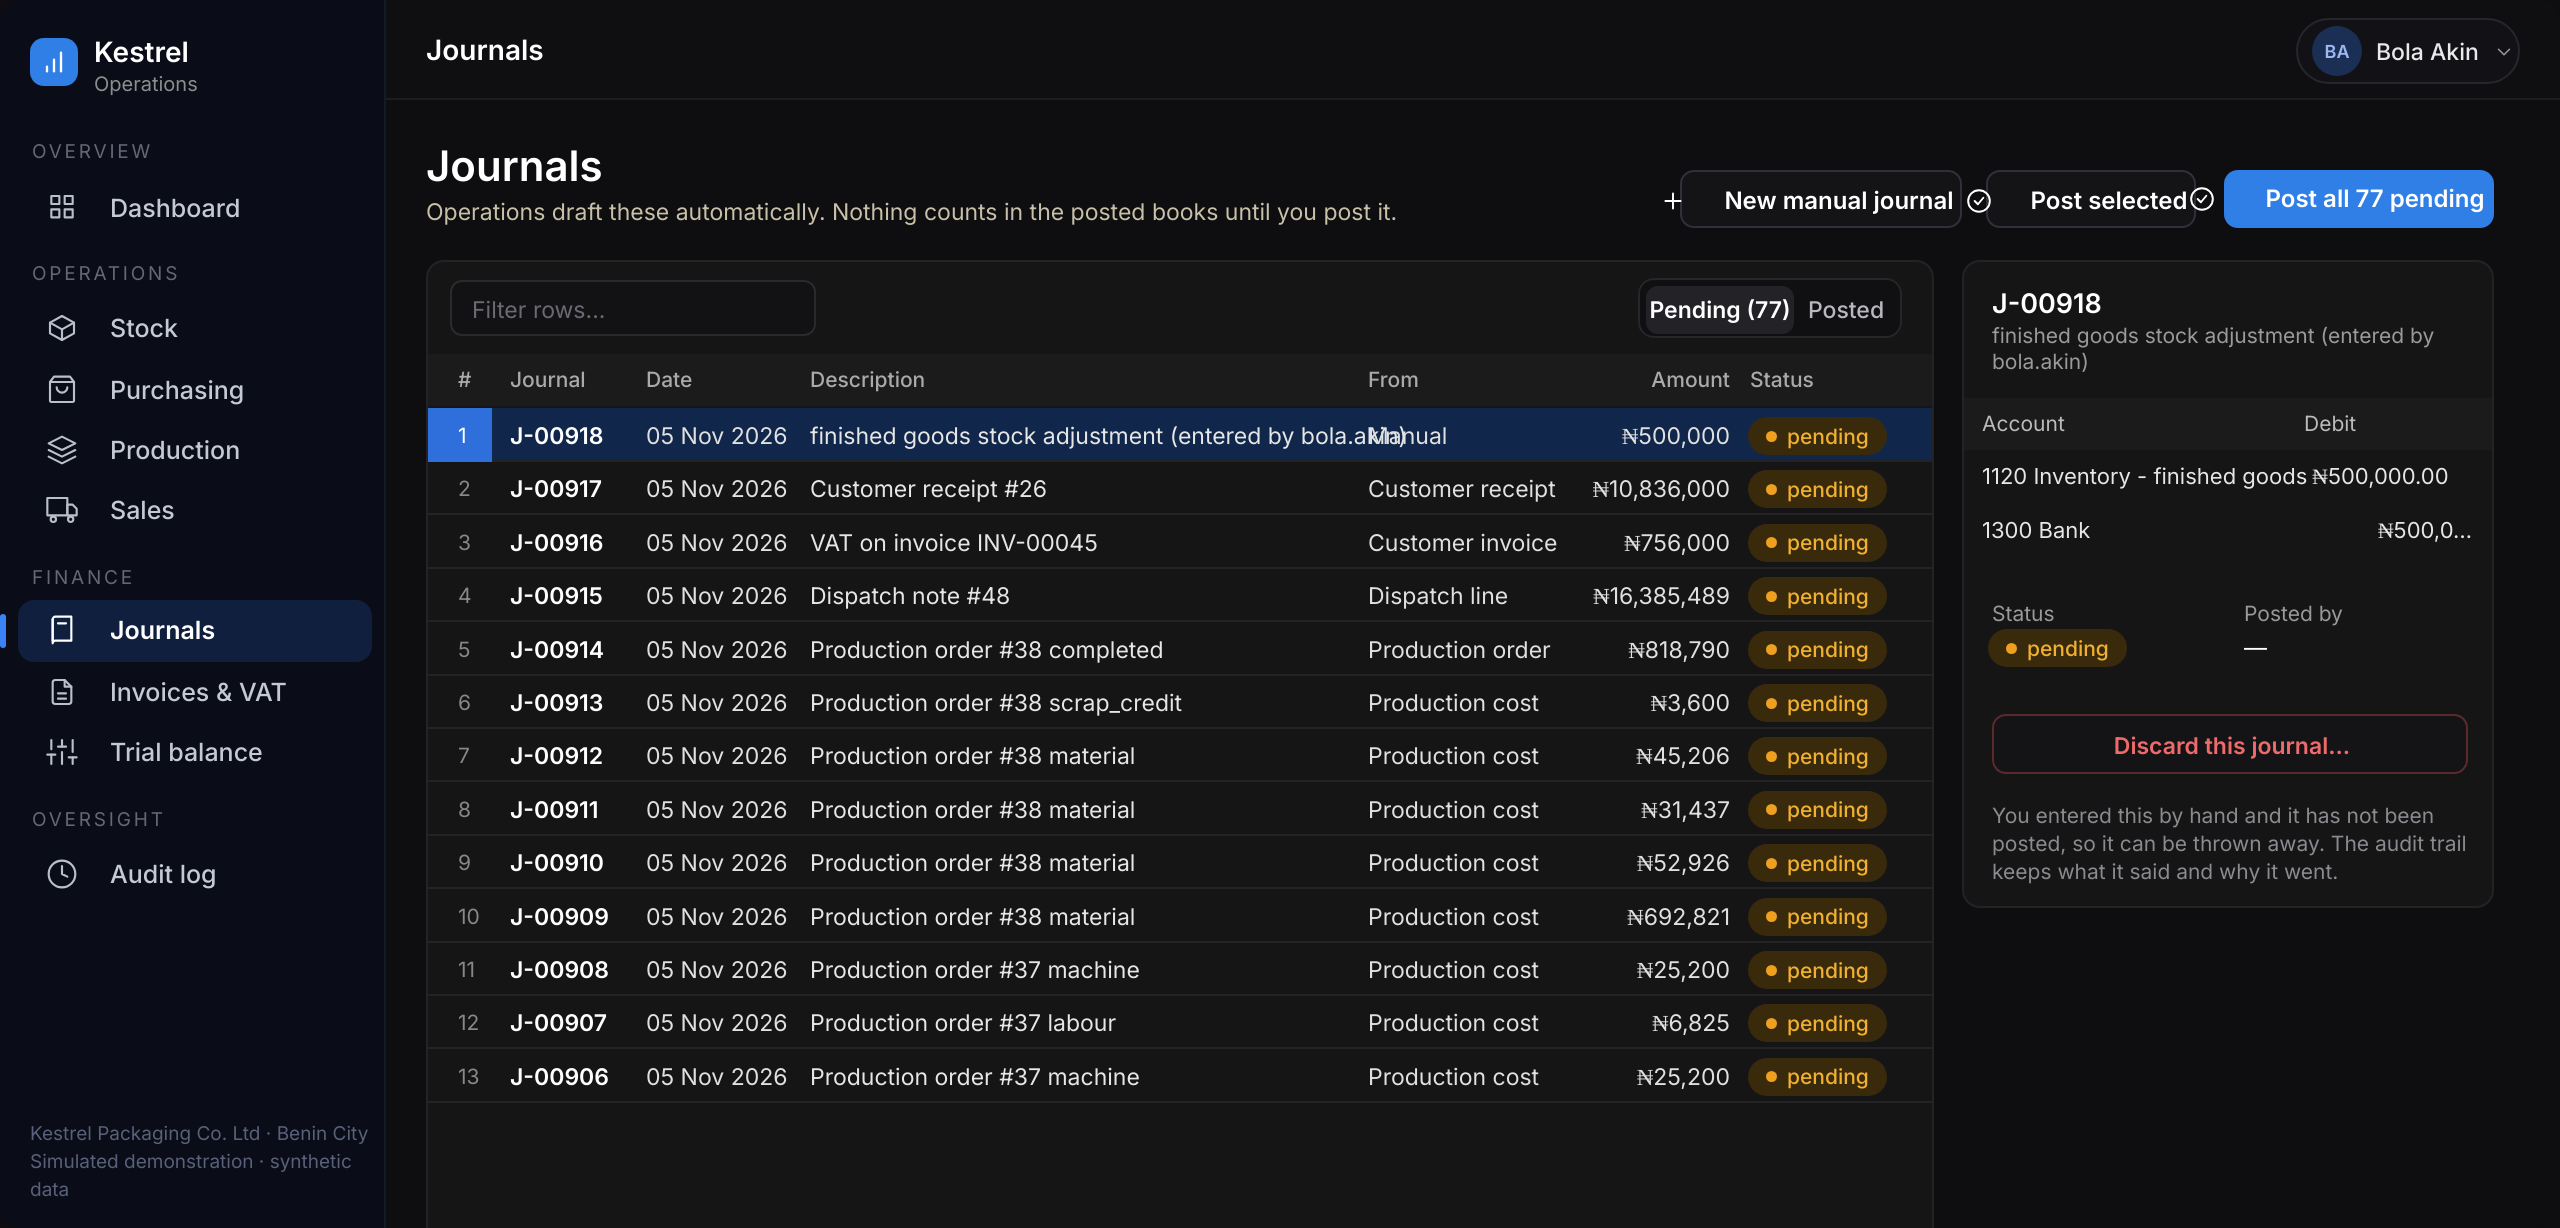 Kestrel
Operations
OVERVIEW
Dashboard
OPERATIONS
Stock
Purchasing
Production
Sales
FINANCE
Journals
Invoices & VAT
Trial balance
OVERSIGHT
Audit log
Kestrel Packaging Co. Ltd · Benin City
Simulated demonstration · synthetic
data
Journals
BA Bola Akin
Journals
Operations draft these automatically. Nothing counts in the posted books until you post it.
New manual journal Post selected Post all 77 pending
Filter rows...
Pending (77) Posted
# Journal Date Description From Amount Status
1 J-00918 05 Nov 2026 finished goods stock adjustment (entered by bola.akin) Manual ₦500,000 pending
2 J-00917 05 Nov 2026 Customer receipt #26 Customer receipt ₦10,836,000 pending
3 J-00916 05 Nov 2026 VAT on invoice INV-00045 Customer invoice ₦756,000 pending
4 J-00915 05 Nov 2026 Dispatch note #48 Dispatch line ₦16,385,489 pending
5 J-00914 05 Nov 2026 Production order #38 completed Production order ₦818,790 pending
6 J-00913 05 Nov 2026 Production order #38 scrap_credit Production cost ₦3,600 pending
7 J-00912 05 Nov 2026 Production order #38 material Production cost ₦45,206 pending
8 J-00911 05 Nov 2026 Production order #38 material Production cost ₦31,437 pending
9 J-00910 05 Nov 2026 Production order #38 material Production cost ₦52,926 pending
10 J-00909 05 Nov 2026 Production order #38 material Production cost ₦692,821 pending
11 J-00908 05 Nov 2026 Production order #37 machine Production cost ₦25,200 pending
12 J-00907 05 Nov 2026 Production order #37 labour Production cost ₦6,825 pending
13 J-00906 05 Nov 2026 Production order #37 machine Production cost ₦25,200 pending
J-00918
finished goods stock adjustment (entered by
bola.akin)
Account Debit
1120 Inventory - finished goods ₦500,000.00
1300 Bank ₦500,0...
Status Posted by
pending —
Discard this journal...
You entered this by hand and it has not been
posted, so it can be thrown away. The audit trail
keeps what it said and why it went.